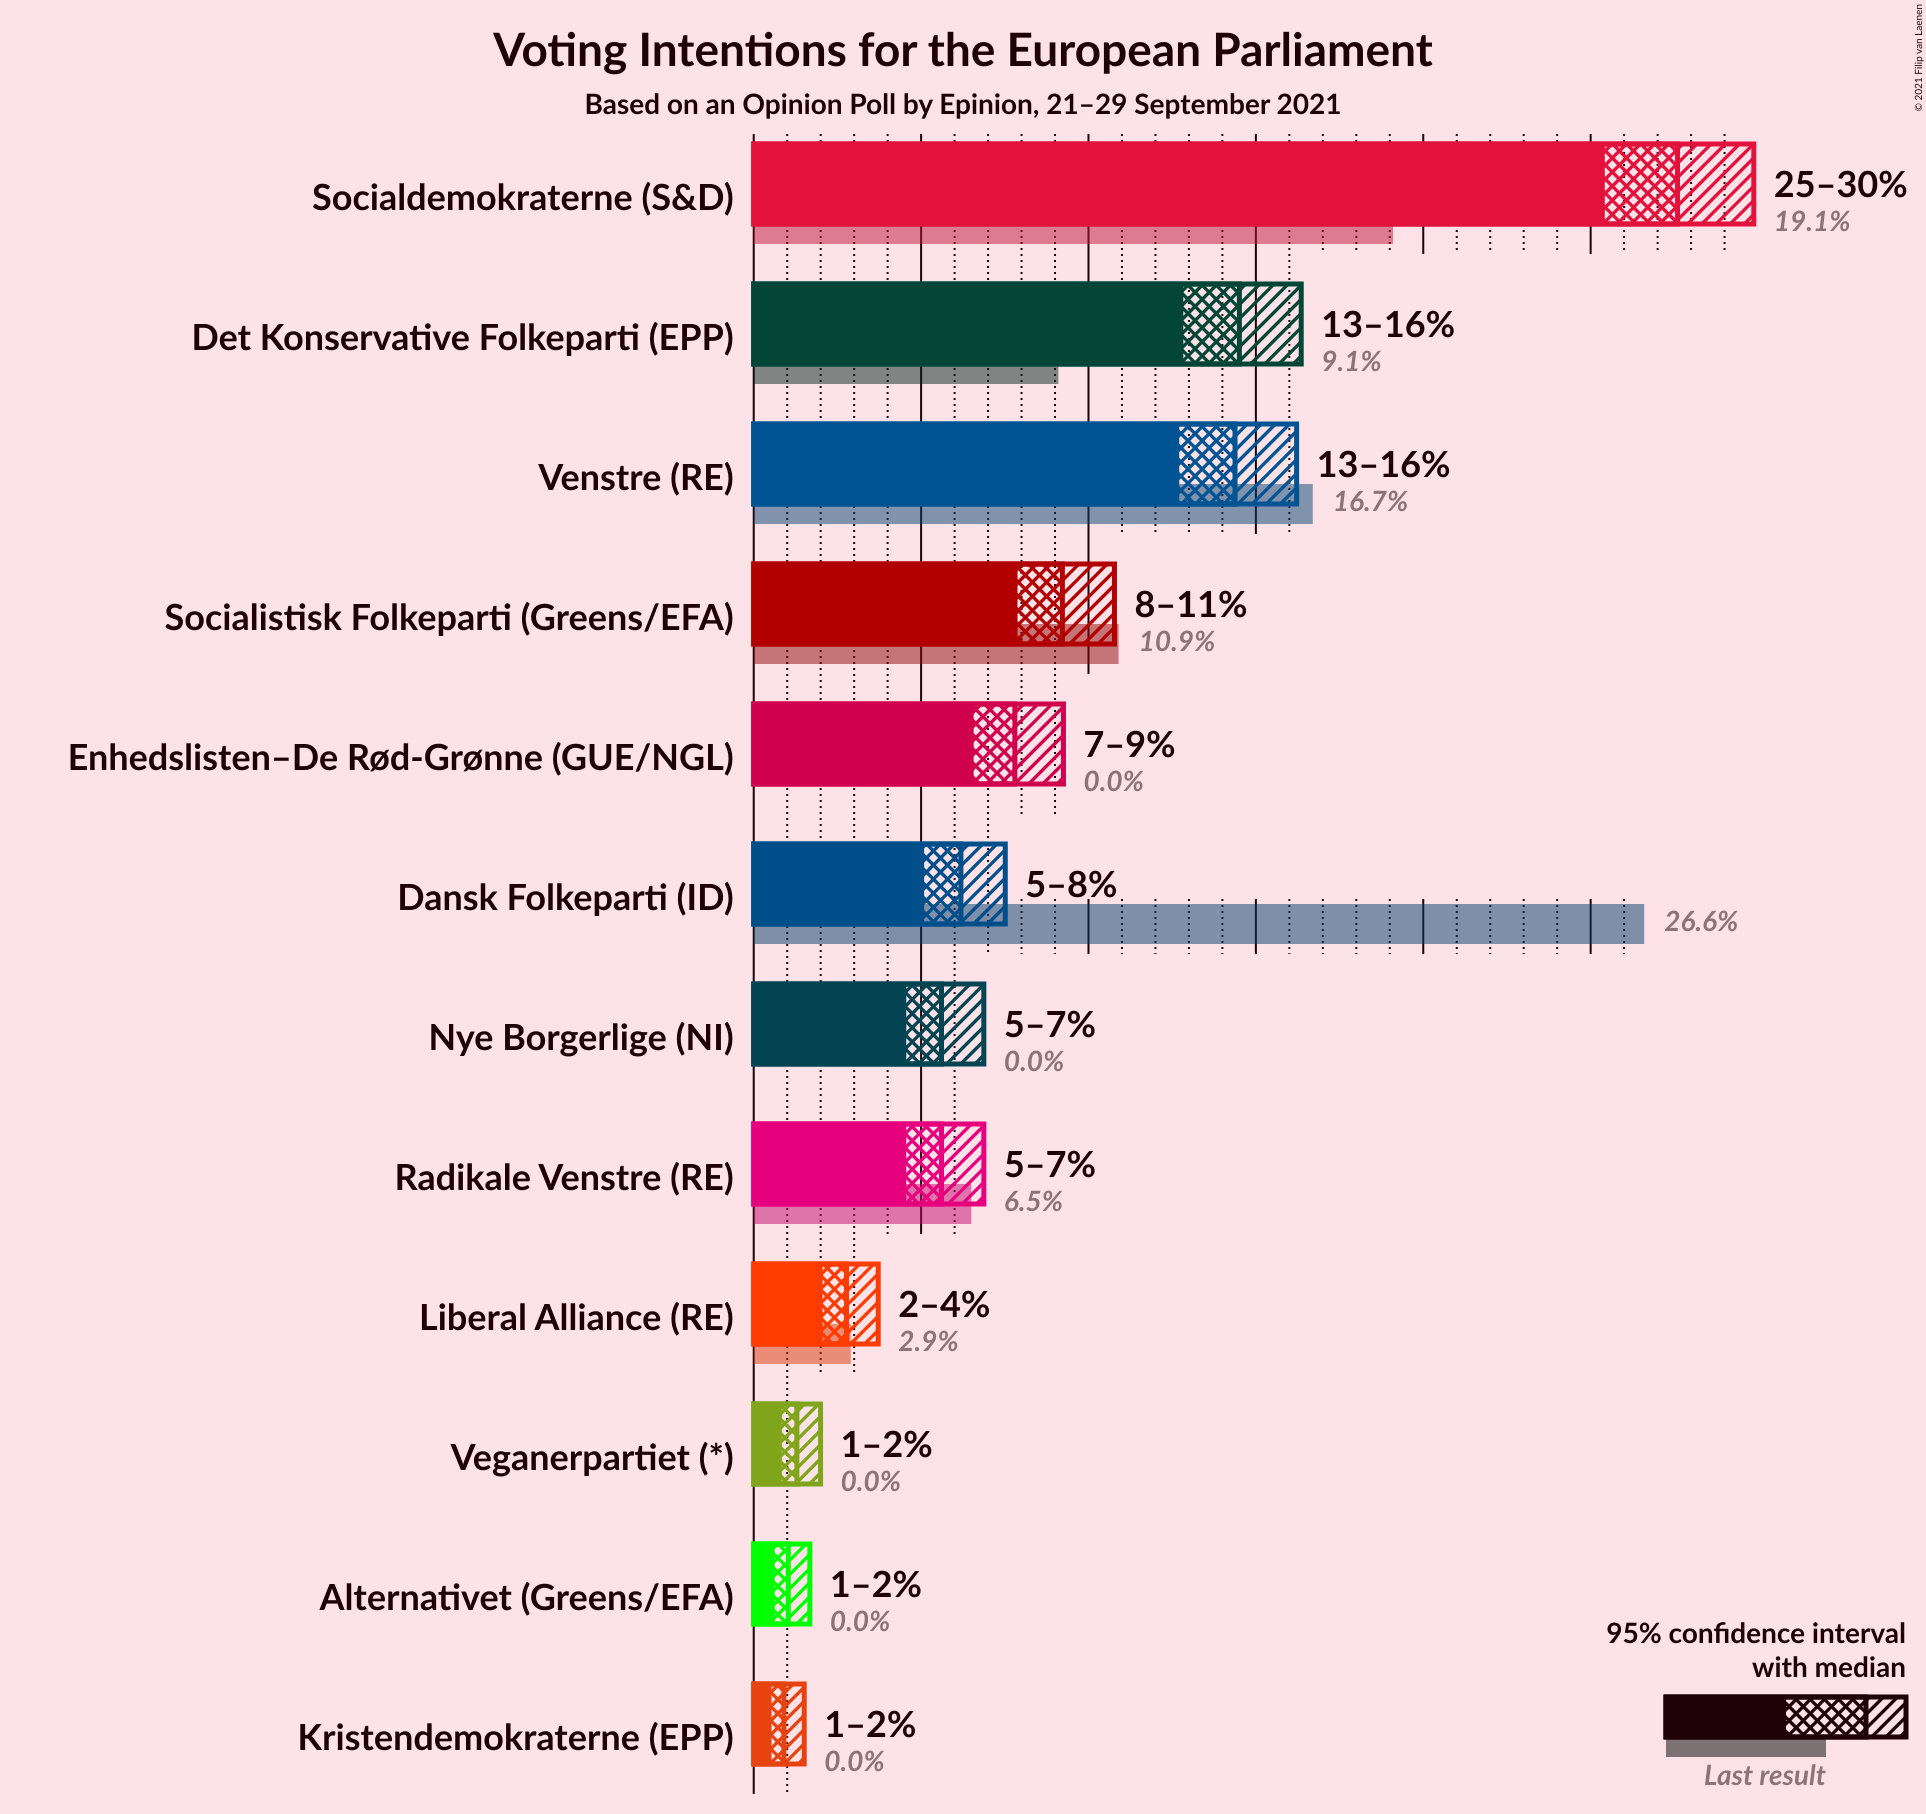 Voting Intentions for the European Parliament
Based on an Opinion Poll by Epinion, 21–29 September 2021
© 2021 Filip van Laenen
Socialdemokraterne (S&D)
25–30%
19.1%
Det Konservative Folkeparti (EPP)
13–16%
9.1%
Venstre (RE)
13–16%
16.7%
Socialistisk Folkeparti (Greens/EFA)
8–11%
10.9%
Enhedslisten–De Rød-Grønne (GUE/NGL)
7–9%
0.0%
Dansk Folkeparti (ID)
5–8%
26.6%
Nye Borgerlige (NI)
5–7%
0.0%
Radikale Venstre (RE)
5–7%
6.5%
Liberal Alliance (RE)
2–4%
2.9%
Veganerpartiet (*)
1–2%
0.0%
Alternativet (Greens/EFA)
1–2%
0.0%
Kristendemokraterne (EPP)
1–2%
0.0%
95% confidence interval
with median
Last result